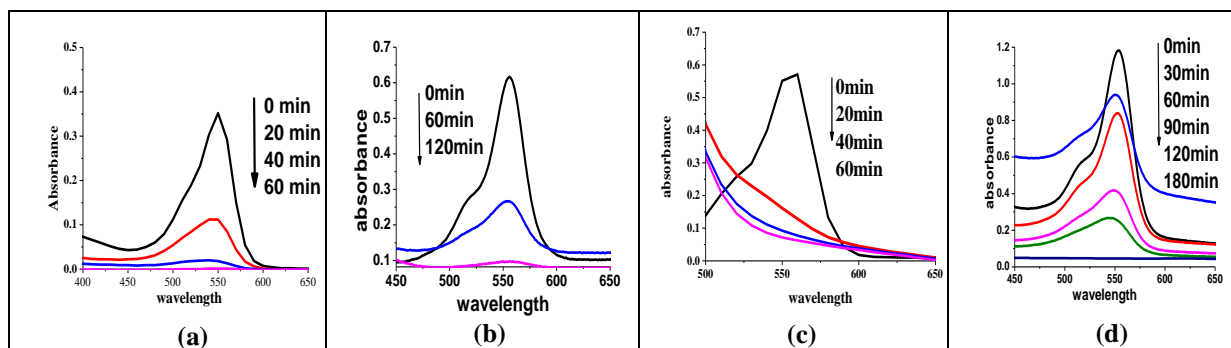 0.5
0.4
0.3
0.2
0.1
0.0
Absorbance
0 min
20 min
40 min
60 min
400 450 500 550 600 650
wavelength
(a)
0.7
0.6
0.5
0.4
0.3
0.2
0.1
absorbance
0min
60min
120min
450 500 550 600 650
wavelength
(b)
0.7
0.6
0.5
0.4
0.3
0.2
0.1
0.0
absorbance
0min
20min
40min
60min
500 550 600 650
wavelength
(c)
1.2
1.0
0.8
0.6
0.4
0.2
0.0
absorbance
0min
30min
60min
90min
120min
180min
450 500 550 600 650
wavelength
(d)